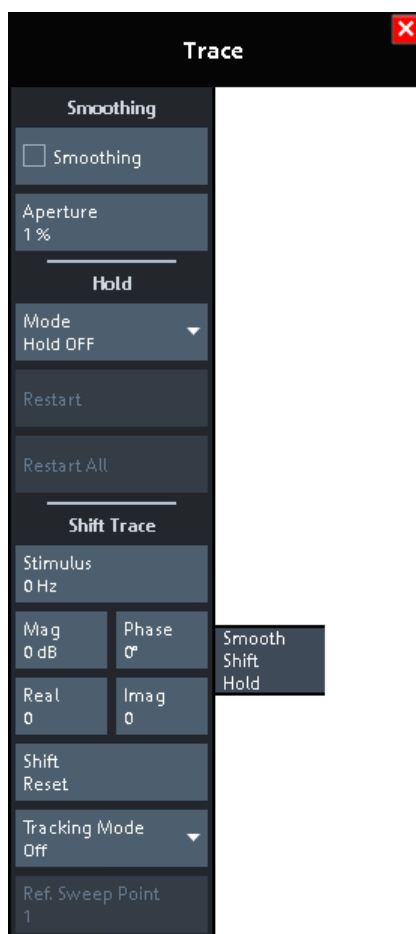 Trace
Smoothing
Smoothing
Aperture
1 %
Hold
Mode
Hold OFF
Restart
Restart All
Shift Trace
Stimulus
0 Hz
Mag
0 dB
Phase
0°
Real
0
Imag
0
Shift
Reset
Tracking Mode
Off
Ref. Sweep Point
1
Smooth
Shift
Hold